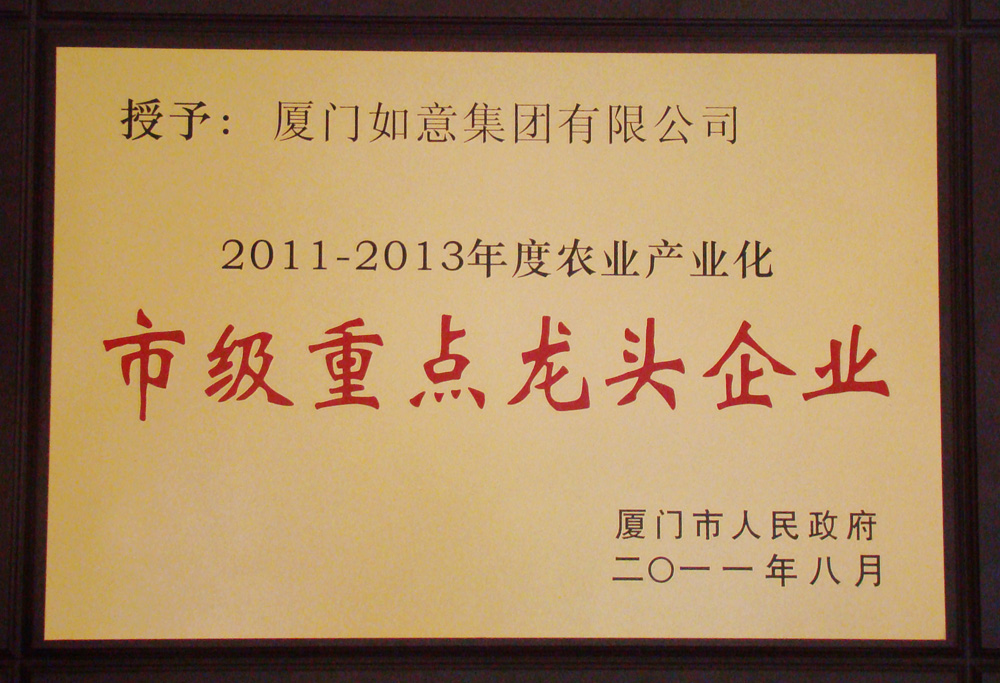 授予：厦门如意集团有限公司
2011-2013年度农业产业化
市级重点龙头企业
厦门市人民政府
二〇一一年八月